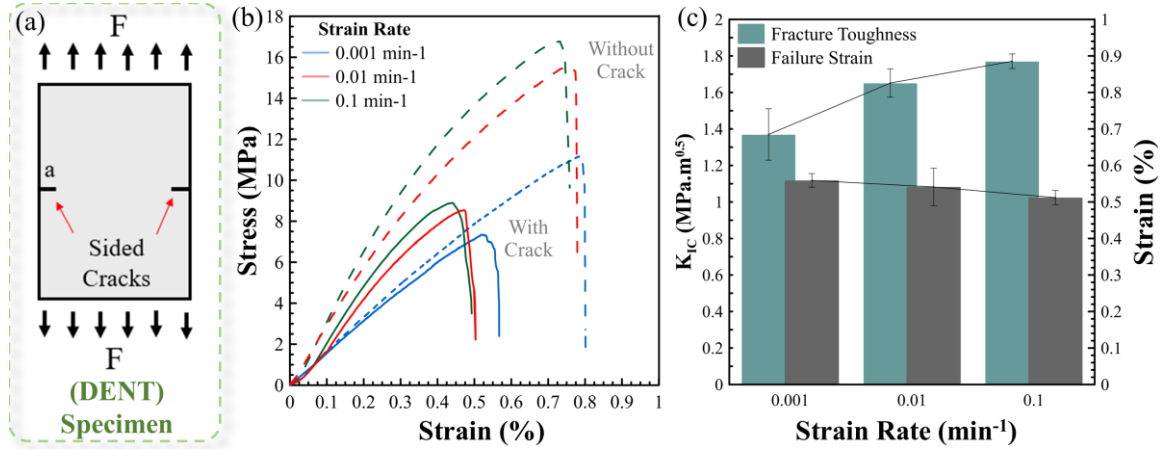 (a)
F
a
Sided
Cracks
F
(DENT)
Specimen
(b)
Strain Rate
0.001 min-1
0.01 min-1
0.1 min-1
Without
Crack
With
Crack
18
16
14
12
10
8
6
4
2
0
0 0.1 0.2 0.3 0.4 0.5 0.6 0.7 0.8 0.9 1
Stress (MPa)
Strain (%)
(c)
Fracture Toughness
Failure Strain
2
1.8
1.6
1.4
1.2
1
0.8
0.6
0.4
0.2
0
K_IC (MPa.m^0.5)
1
0.9
0.8
0.7
0.6
0.5
0.4
0.3
0.2
0.1
0
Strain (%)
0.001 0.01 0.1
Strain Rate (min⁻¹)